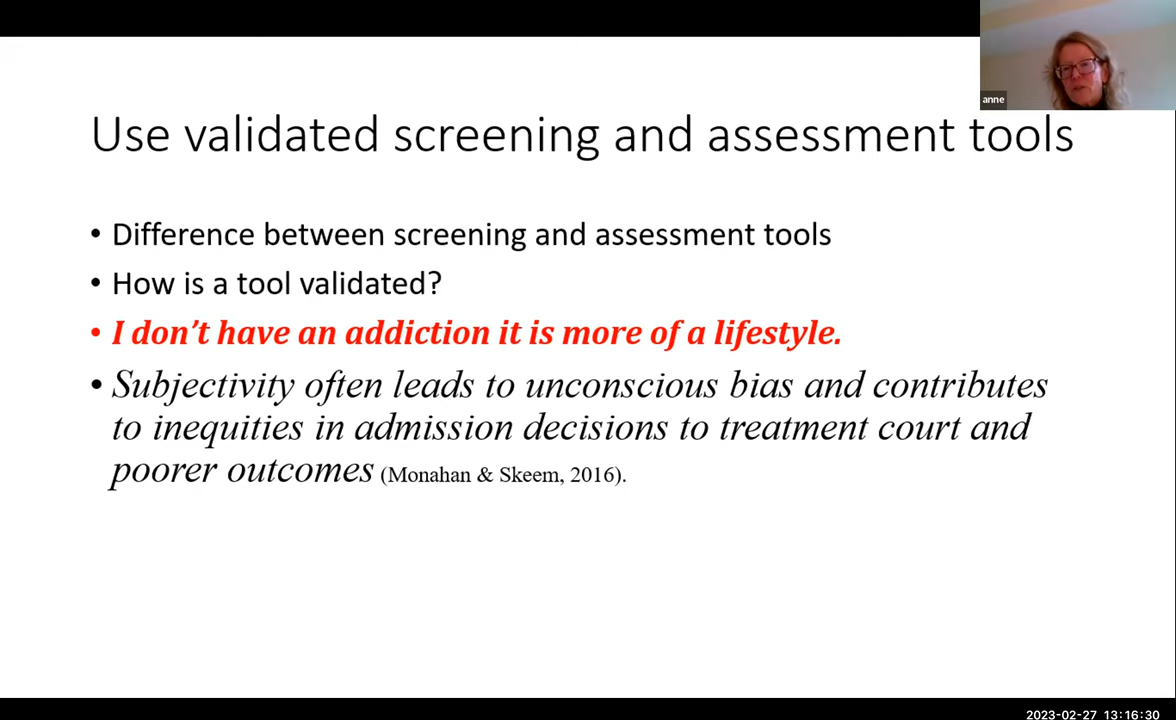 anne
Use validated screening and assessment tools
• Difference between screening and assessment tools
• How is a tool validated?
• I don’t have an addiction it is more of a lifestyle.
• Subjectivity often leads to unconscious bias and contributes
to inequities in admission decisions to treatment court and
poorer outcomes (Monahan & Skeem, 2016).
2023-02-27 13:16:30